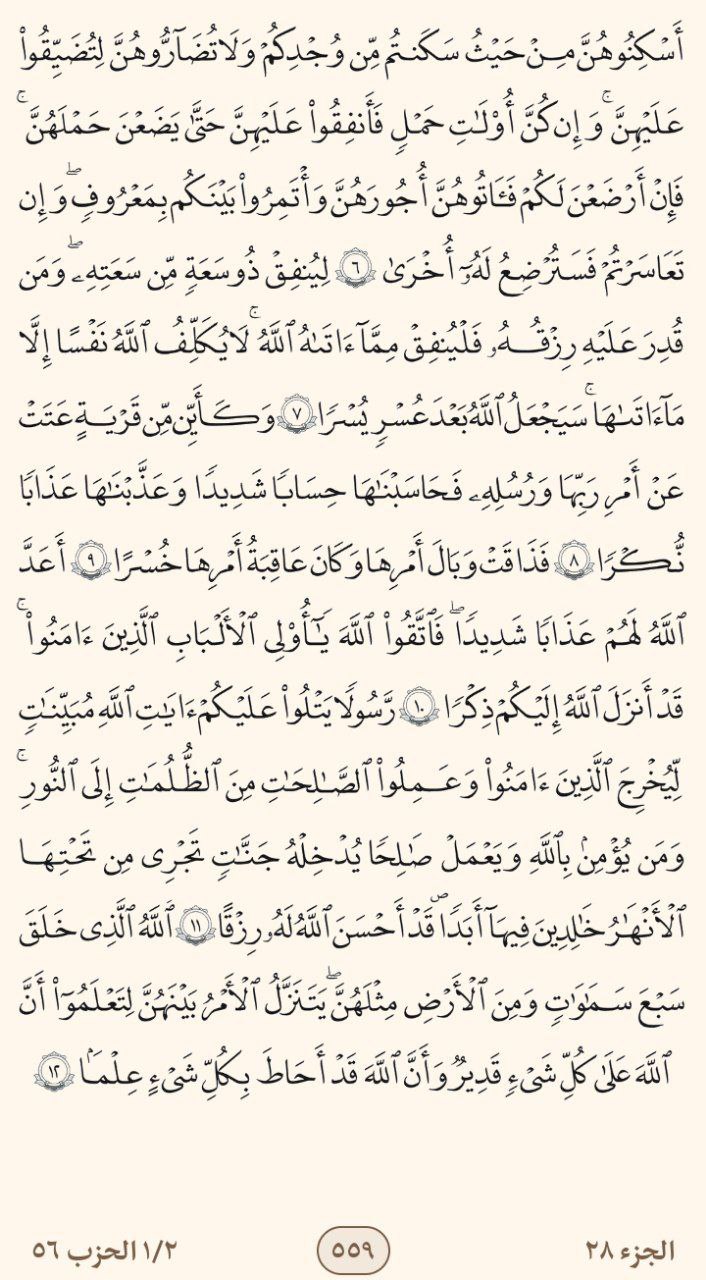 أَسۡكِنُوهُنَّ مِنۡ حَيۡثُ سَكَنتُم مِّن وُجۡدِكُمۡ وَلَا تُضَآرُّوهُنَّ لِتُضَيِّقُواْ
عَلَيۡهِنَّۚ وَإِن كُنَّ أُوْلَٰتِ حَمۡلٖ فَأَنفِقُواْ عَلَيۡهِنَّ حَتَّىٰ يَضَعۡنَ حَمۡلَهُنَّۚ
فَإِنۡ أَرۡضَعۡنَ لَكُمۡ فَـَٔاتُوهُنَّ أُجُورَهُنَّ وَأۡتَمِرُواْ بَيۡنَكُم بِمَعۡرُوفٖۖ وَإِن
تَعَاسَرۡتُمۡ فَسَتُرۡضِعُ لَهُۥٓ أُخۡرَىٰ ٦ لِيُنفِقۡ ذُو سَعَةٖ مِّن سَعَتِهِۦۖ وَمَن
قُدِرَ عَلَيۡهِ رِزۡقُهُۥ فَلۡيُنفِقۡ مِمَّآ ءَاتَىٰهُ ٱللَّهُۚ لَا يُكَلِّفُ ٱللَّهُ نَفۡسًا إِلَّا
مَآ ءَاتَىٰهَاۚ سَيَجۡعَلُ ٱللَّهُ بَعۡدَ عُسۡرٖ يُسۡرٗا ٧ وَكَأَيِّن مِّن قَرۡيَةٍ عَتَتۡ
عَنۡ أَمۡرِ رَبِّهَا وَرُسُلِهِۦ فَحَاسَبۡنَٰهَا حِسَابٗا شَدِيدٗا وَعَذَّبۡنَٰهَا عَذَابٗا
نُّكۡرٗا ٨ فَذَاقَتۡ وَبَالَ أَمۡرِهَا وَكَانَ عَٰقِبَةُ أَمۡرِهَا خُسۡرًا ٩ أَعَدَّ
ٱللَّهُ لَهُمۡ عَذَابٗا شَدِيدٗاۖ فَٱتَّقُواْ ٱللَّهَ يَٰٓأُوْلِي ٱلۡأَلۡبَٰبِ ٱلَّذِينَ ءَامَنُواْۚ
قَدۡ أَنزَلَ ٱللَّهُ إِلَيۡكُمۡ ذِكۡرٗا ١٠ رَّسُولٗا يَتۡلُواْ عَلَيۡكُمۡ ءَايَٰتِ ٱللَّهِ مُبَيِّنَٰتٖ
لِّيُخۡرِجَ ٱلَّذِينَ ءَامَنُواْ وَعَمِلُواْ ٱلصَّٰلِحَٰتِ مِنَ ٱلظُّلُمَٰتِ إِلَى ٱلنُّورِۚ
وَمَن يُؤۡمِنۢ بِٱللَّهِ وَيَعۡمَلۡ صَٰلِحٗا يُدۡخِلۡهُ جَنَّٰتٖ تَجۡرِي مِن تَحۡتِهَا
ٱلۡأَنۡهَٰرُ خَٰلِدِينَ فِيهَآ أَبَدٗاۖ قَدۡ أَحۡسَنَ ٱللَّهُ لَهُۥ رِزۡقًا ١١ ٱللَّهُ ٱلَّذِي خَلَقَ
سَبۡعَ سَمَٰوَٰتٖ وَمِنَ ٱلۡأَرۡضِ مِثۡلَهُنَّۖ يَتَنَزَّلُ ٱلۡأَمۡرُ بَيۡنَهُنَّ لِتَعۡلَمُوٓاْ أَنَّ
ٱللَّهَ عَلَىٰ كُلِّ شَيۡءٖ قَدِيرٞ وَأَنَّ ٱللَّهَ قَدۡ أَحَاطَ بِكُلِّ شَيۡءٍ عِلۡمَۢا ١٢
الجزء ٢٨
٥٥٩
١/٢ الحزب ٥٦